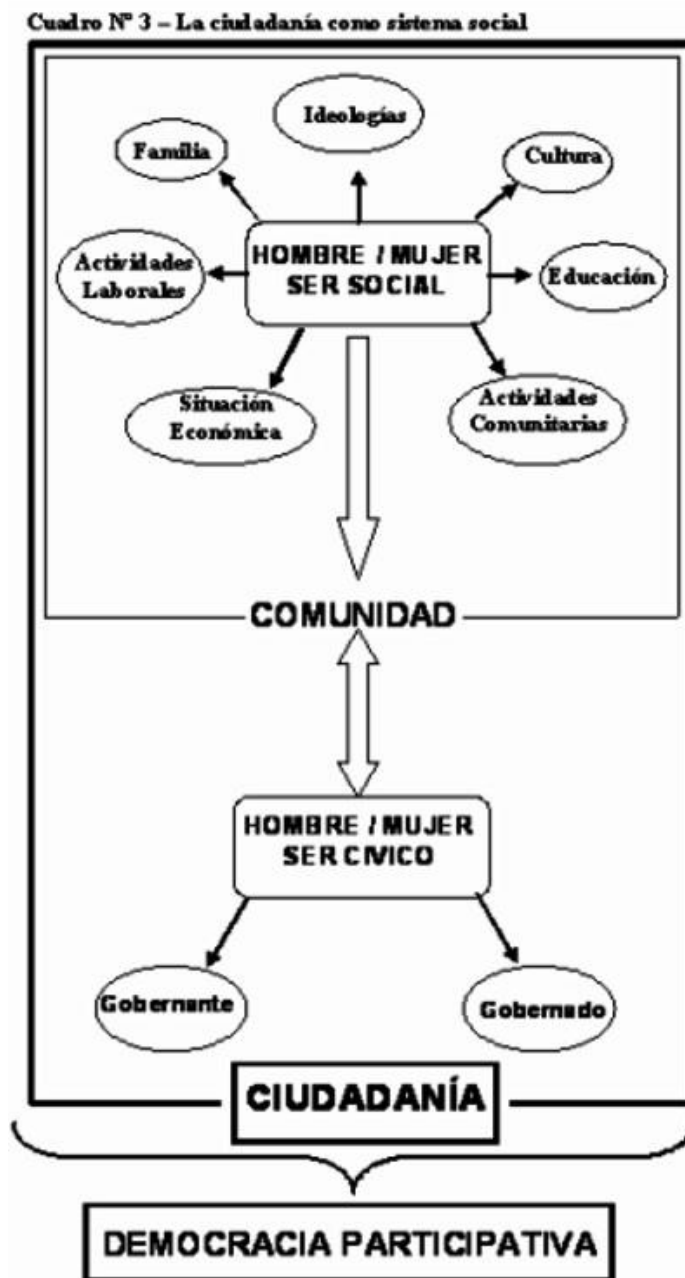 Cuadro Nº 3 – La ciudadanía como sistema social
Ideologías
Familia
Cultura
HOMBRE / MUJER
SER SOCIAL
Actividades
Laborales
Educación
Situación
Económica
Actividades
Comunitarias
COMUNIDAD
HOMBRE / MUJER
SER CIVICO
Gobernante
Gobernado
CIUDADANÍA
DEMOCRACIA PARTICIPATIVA